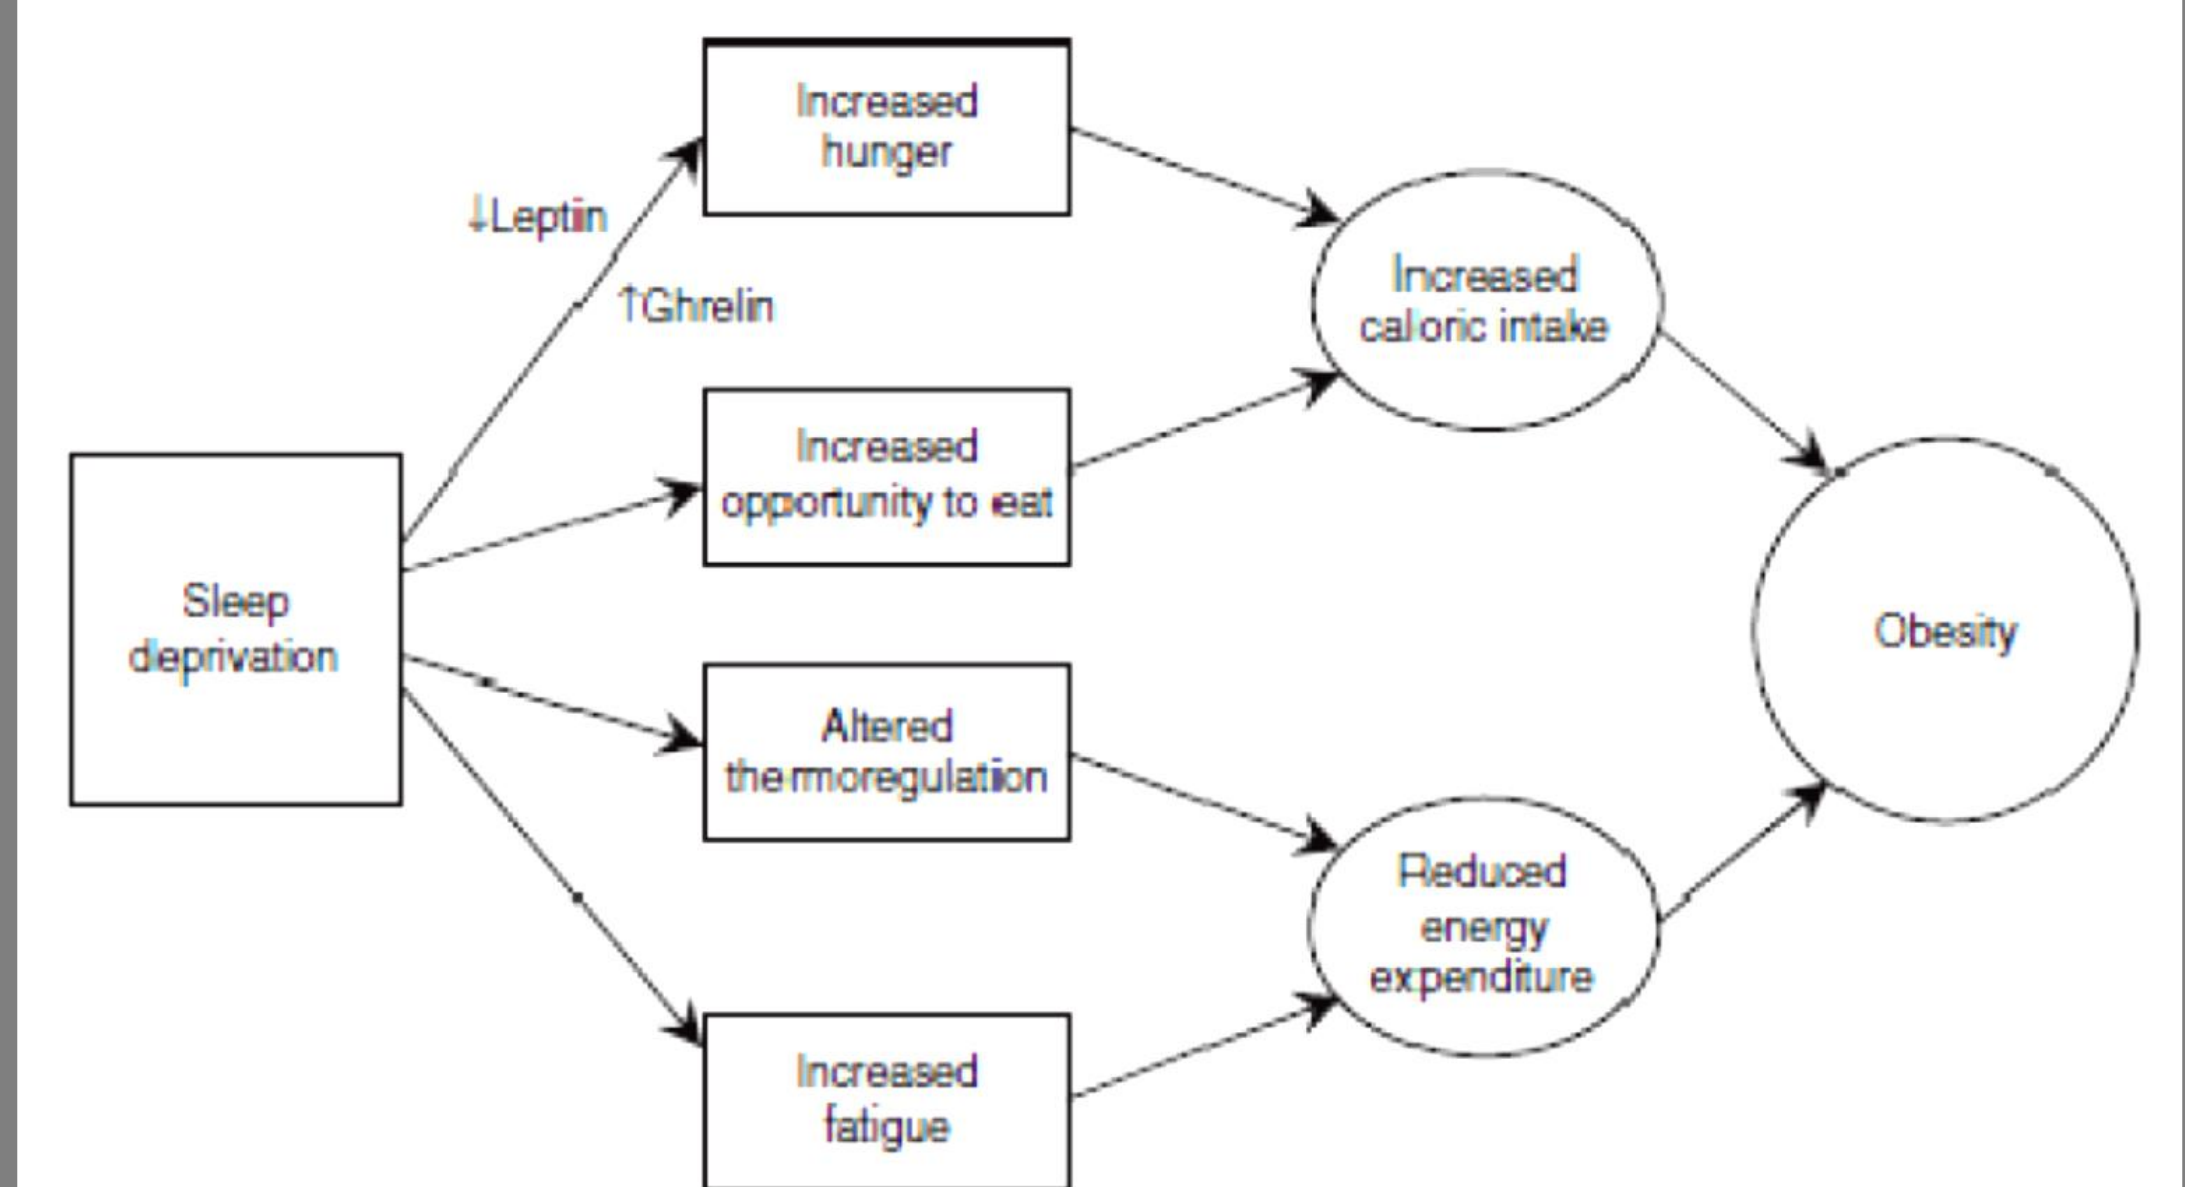 Increased
hunger
↓Leptin
↑Ghrelin
Increased
caloric intake
Increased
opportunity to eat
Sleep
deprivation
Obesity
Altered
thermoregulation
Reduced
energy
expenditure
Increased
fatigue